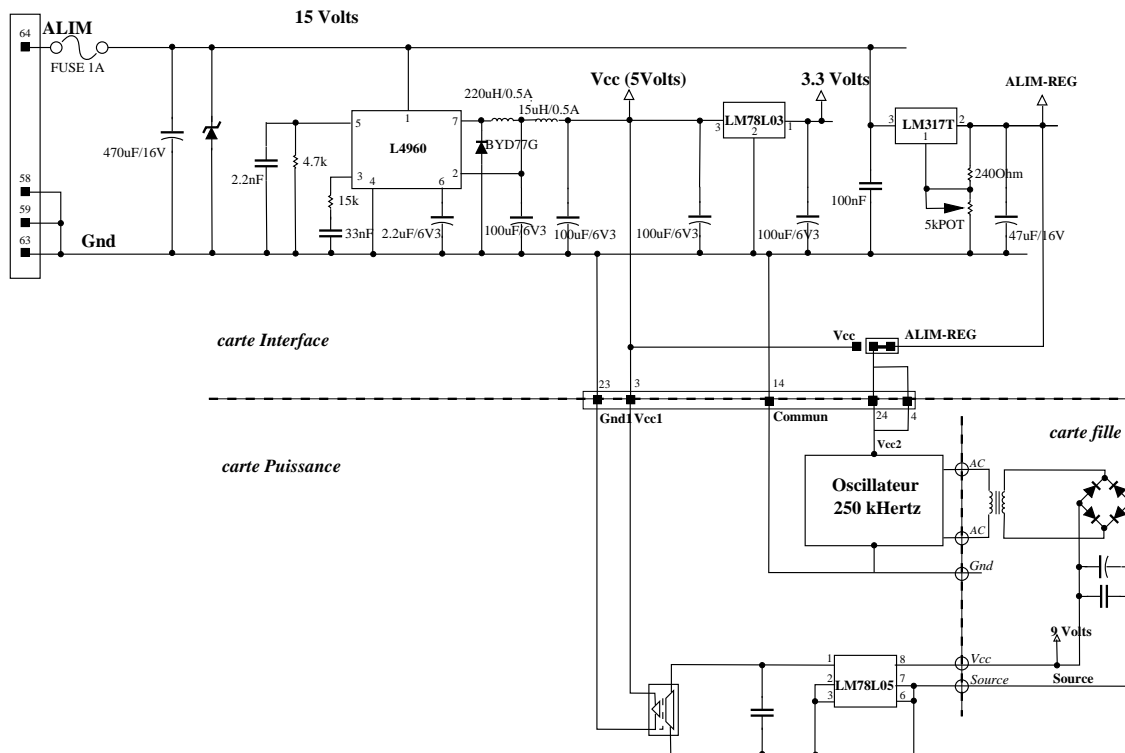 64
ALIM
15 Volts
FUSE 1A
Vcc (5Volts)
3.3 Volts
ALIM-REG
220uH/0.5A
15uH/0.5A
5
1
7
L4960
BYD77G
3
4
6
2
3
LM78L03
1
2
3
LM317T
2
1
470uF/16V
2.2nF
4.7k
15k
33nF
2.2uF/6V3
100uF/6V3
100uF/6V3
100uF/6V3
100uF/6V3
100nF
240Ohm
5kPOT
47uF/16V
58
59
63
Gnd
carte Interface
Vcc
ALIM-REG
23
3
14
Gnd1
Vcc1
Commun
24
4
carte Puissance
carte fille
Vcc2
Oscillateur
250 kHertz
AC
AC
Gnd
9 Volts
1
8
Vcc
2
LM78L05
7
Source
Source
3
6